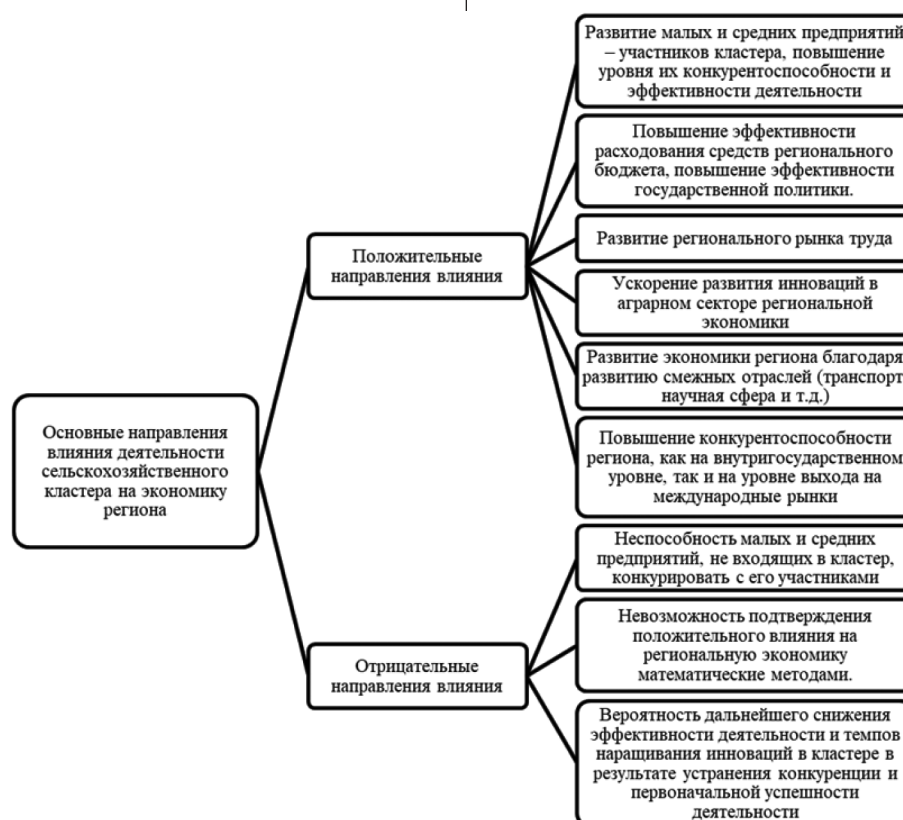 Основные направления
влияния деятельности
сельскохозяйственного
кластера на экономику
региона
Положительные
направления влияния
Развитие малых и средних предприятий
– участников кластера, повышение
уровня их конкурентоспособности и
эффективности деятельности
Повышение эффективности
расходования средств регионального
бюджета, повышение эффективности
государственной политики.
Развитие регионального рынка труда
Ускорение развития инноваций в
аграрном секторе региональной
экономики
Развитие экономики региона благодаря
развитию смежных отраслей (транспорт
научная сфера и т.д.)
Повышение конкурентоспособности
региона, как на внутригосударственном
уровне, так и на уровне выхода на
международные рынки
Отрицательные
направления влияния
Неспособность малых и средних
предприятий, не входящих в кластер,
конкурировать с его участниками
Невозможность подтверждения
положительного влияния на
региональную экономику
математические методами.
Вероятность дальнейшего снижения
эффективности деятельности и темпов
наращивания инноваций в кластере в
результате устранения конкуренции и
первоначальной успешности
деятельности